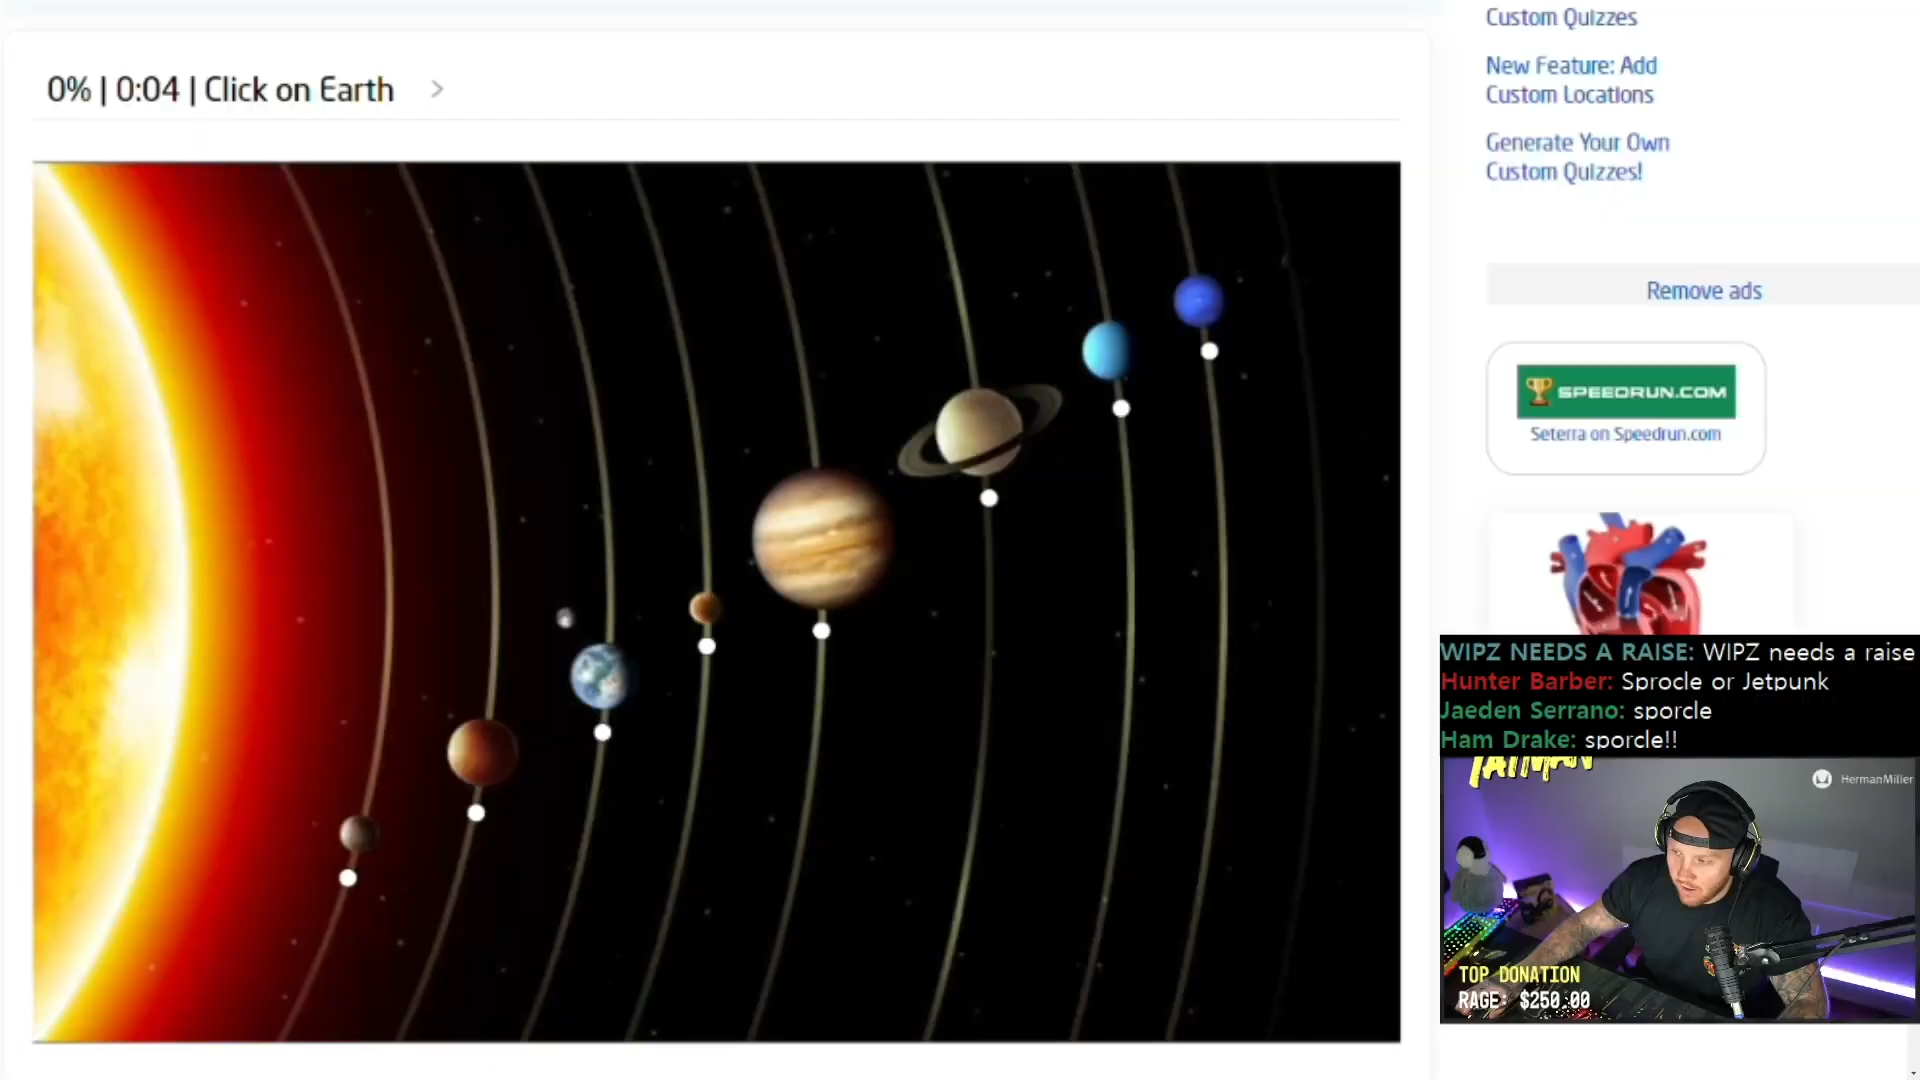 Custom Quizzes
0% | 0:04 | Click on Earth >
New Feature: Add
Custom Locations
Generate Your Own
Custom Quizzes!
Remove ads
SPEEDRUN.COM
Seterra on Speedrun.com
WIPZ NEEDS A RAISE: WIPZ needs a raise
Hunter Barber: Sprocle or Jetpunk
Jaeden Serrano: sporcle
Ham Drake: sporcle!!
TATMAN
HermanMiller
TOP DONATION
RAGE: $250.00